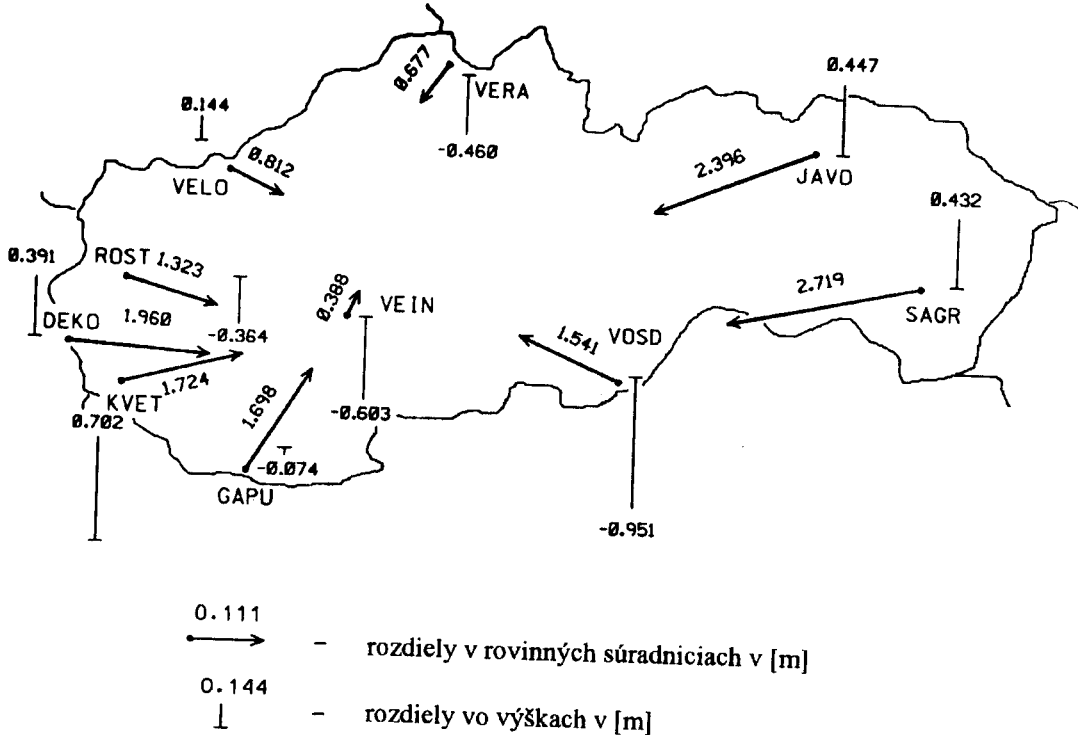 0.677
VERA
-0.460
0.447
JAVO
2.396
0.144
0.812
VELO
0.432
SAGR
2.719
0.391
ROST 1.323
DEKO
1.960
-0.364
0.388
VEIN
VOSD
1.541
1.724
KVET
0.702
1.698
-0.603
-0.074
GAPU
-0.951
0.111
- rozdiely v rovinných súradniciach v [m]
0.144
- rozdiely vo výškach v [m]